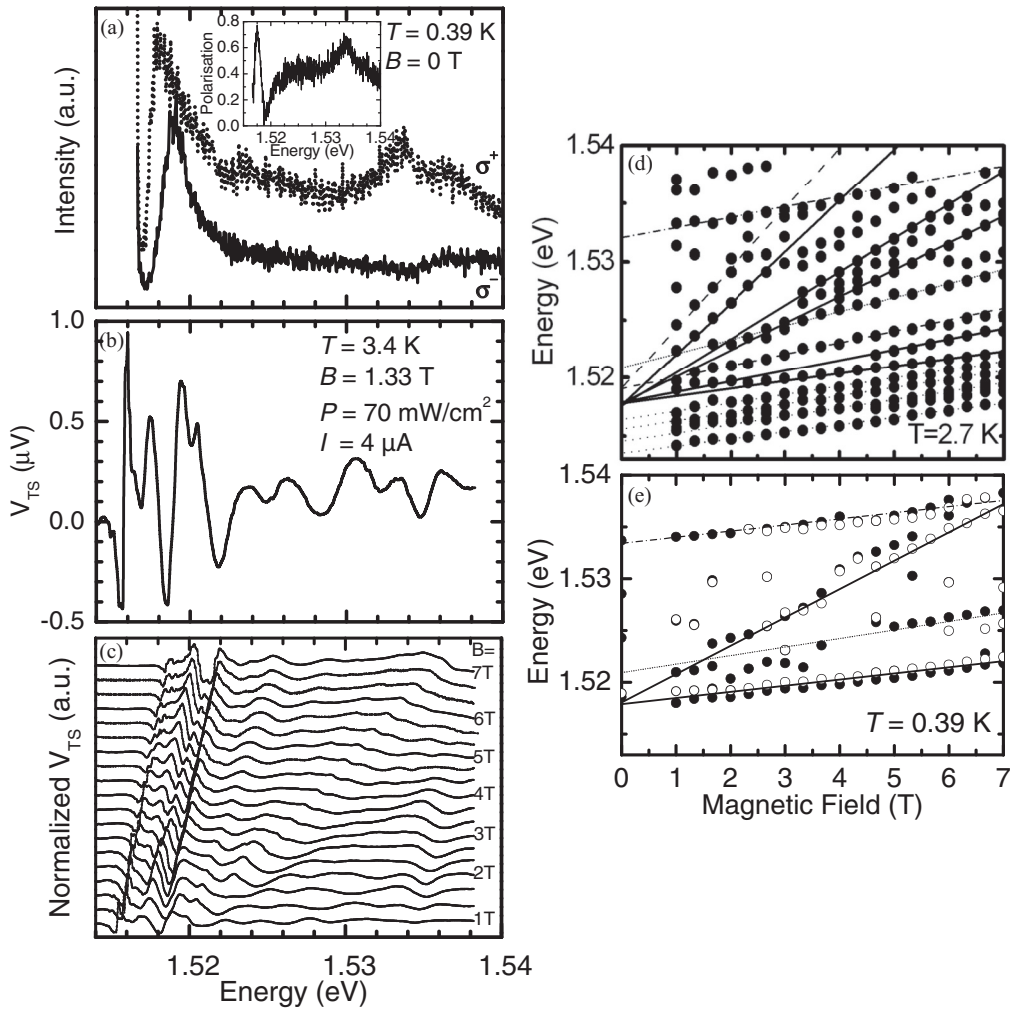 (a)
T = 0.39 K
B = 0 T
Intensity (a.u.)
Polarisation
0.8
0.6
0.4
0.2
0.0
1.52 1.53 1.54
Energy (eV)
σ+
σ−
(b)
T = 3.4 K
B = 1.33 T
P = 70 mW/cm2
I = 4 μA
V_TS (μV)
1.0
0.5
0.0
-0.5
(c)
B=
7T
6T
5T
4T
3T
2T
1T
Normalized V_TS (a.u.)
1.52 1.53 1.54
Energy (eV)
(d)
1.54
1.53
1.52
Energy (eV)
T=2.7 K
(e)
1.54
1.53
1.52
Energy (eV)
T = 0.39 K
0 1 2 3 4 5 6 7
Magnetic Field (T)